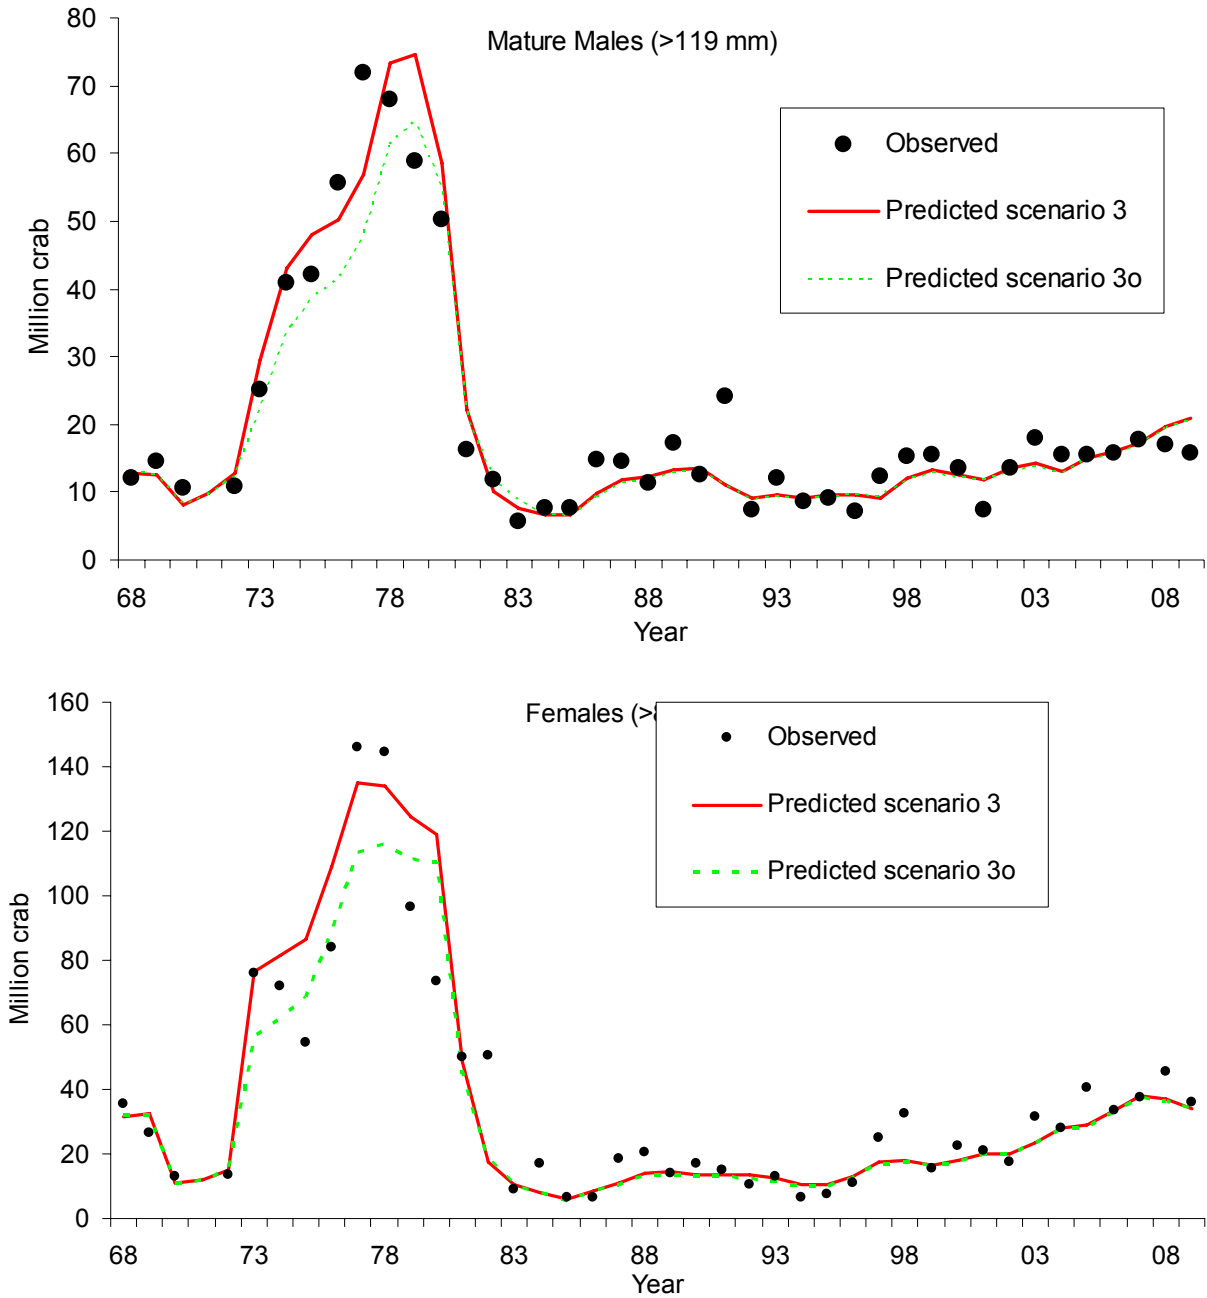 80
Mature Males (>119 mm)
70
60
50
40
30
20
10
0
Million crab
Observed
Predicted scenario 3
Predicted scenario 3o
68 73 78 83 88 93 98 03 08
Year
160
Females (>
140
120
100
80
60
40
20
0
Million crab
Observed
Predicted scenario 3
Predicted scenario 3o
68 73 78 83 88 93 98 03 08
Year